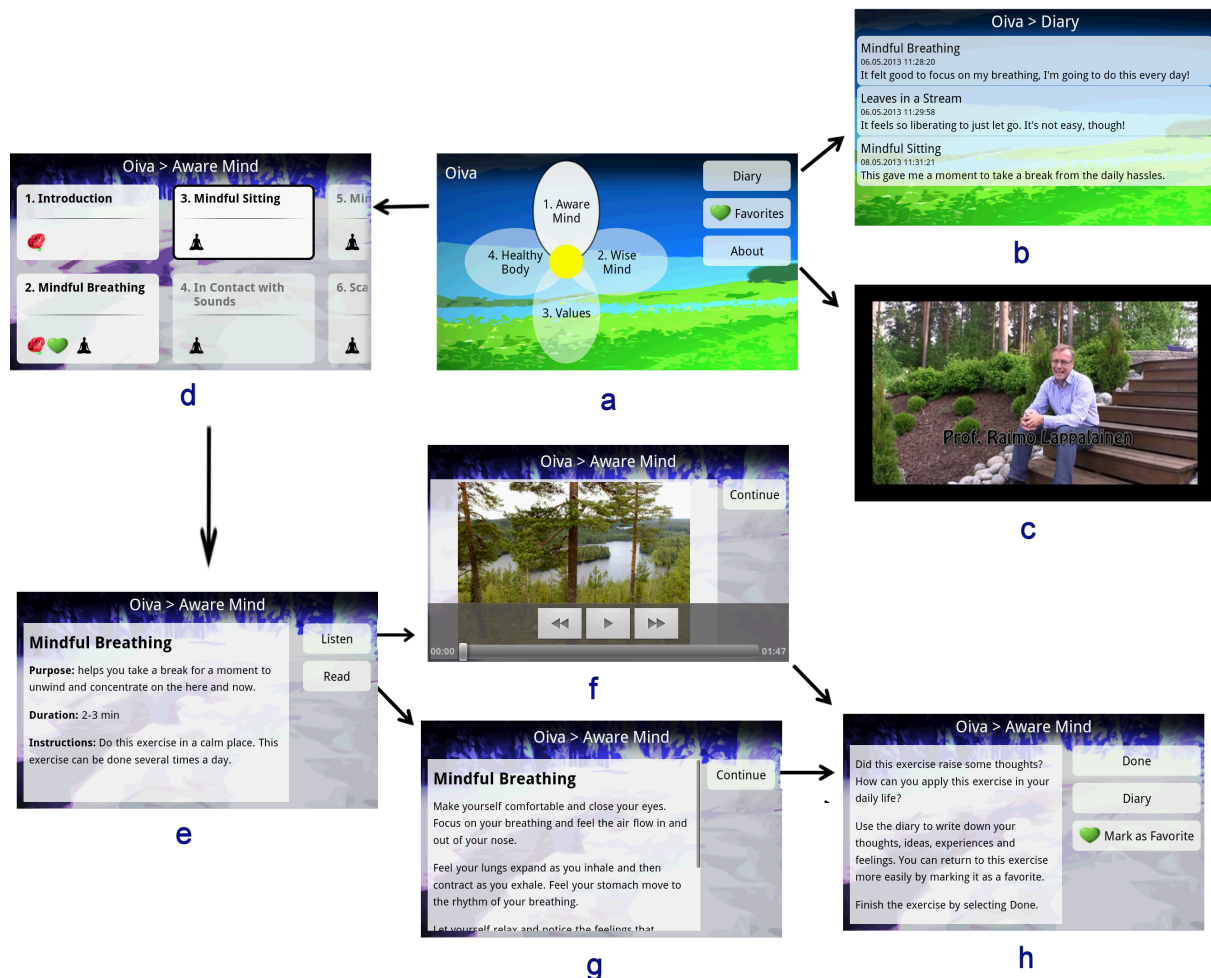 Oiva > Diary
Mindful Breathing
06.05.2013 11:28:20
It felt good to focus on my breathing, I'm going to do this every day!
Leaves in a Stream
06.05.2013 11:29:58
It feels so liberating to just let go. It's not easy, though!
Mindful Sitting
08.05.2013 11:31:21
This gave me a moment to take a break from the daily hassles.
b
Oiva > Aware Mind
1. Introduction
3. Mindful Sitting
5. Min
2. Mindful Breathing
4. In Contact with
Sounds
6. Sca
d
Oiva
1. Aware
Mind
4. Healthy
Body
2. Wise
Mind
3. Values
Diary
Favorites
About
a
Prof. Raimo Lappalainen
c
Oiva > Aware Mind
Continue
00:00
01:47
f
Oiva > Aware Mind
Mindful Breathing
Purpose: helps you take a break for a moment to
unwind and concentrate on the here and now.
Duration: 2-3 min
Instructions: Do this exercise in a calm place. This
exercise can be done several times a day.
Listen
Read
e
Oiva > Aware Mind
Mindful Breathing
Make yourself comfortable and close your eyes.
Focus on your breathing and feel the air flow in and
out of your nose.
Feel your lungs expand as you inhale and then
contract as you exhale. Feel your stomach move to
the rhythm of your breathing.
Let yourself relax and notice the feelings that
Continue
g
Oiva > Aware Mind
Did this exercise raise some thoughts?
How can you apply this exercise in your
daily life?
Use the diary to write down your
thoughts, ideas, experiences and
feelings. You can return to this exercise
more easily by marking it as a favorite.
Finish the exercise by selecting Done.
Done
Diary
Mark as Favorite
h